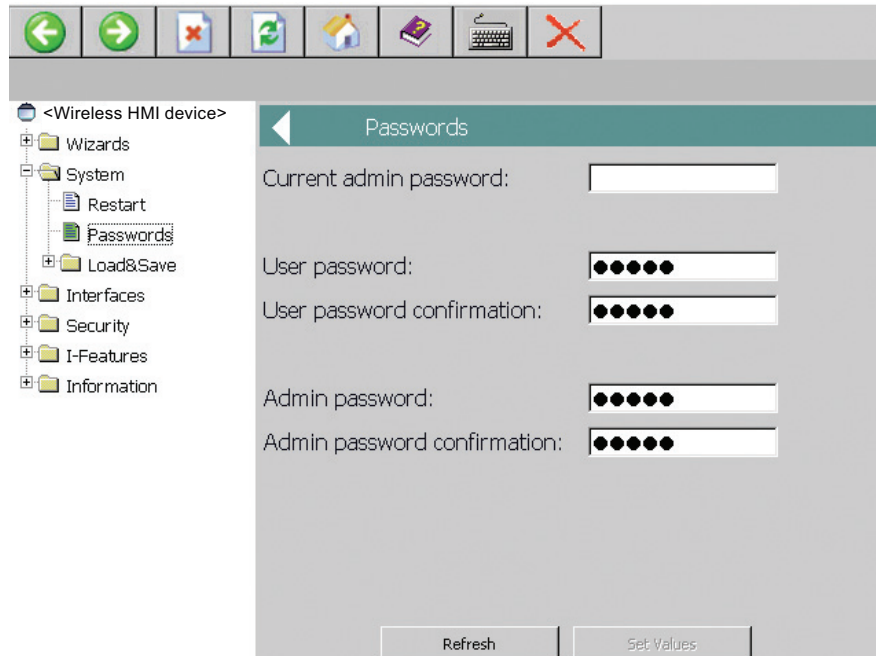 <Wireless HMI device>
Wizards
System
Restart
Passwords
Load&Save
Interfaces
Security
I-Features
Information
Passwords
Current admin password:
User password:
User password confirmation:
Admin password:
Admin password confirmation:
Refresh
Set Values